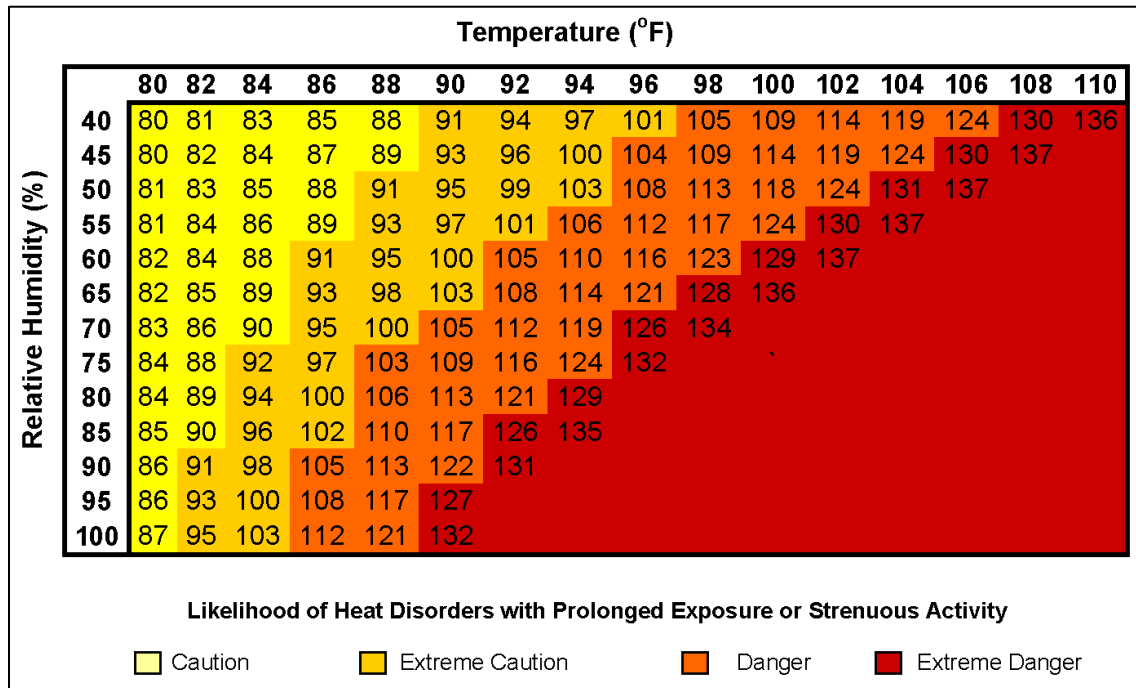 Temperature (°F)
80 82 84 86 88 90 92 94 96 98 100 102 104 106 108 110
Relative Humidity (%)
40 80 81 83 85 88 91 94 97 101 105 109 114 119 124 130 136
45 80 82 84 87 89 93 96 100 104 109 114 119 124 130 137
50 81 83 85 88 91 95 99 103 108 113 118 124 131 137
55 81 84 86 89 93 97 101 106 112 117 124 130 137
60 82 84 88 91 95 100 105 110 116 123 129 137
65 82 85 89 93 98 103 108 114 121 128 136
70 83 86 90 95 100 105 112 119 126 134
75 84 88 92 97 103 109 116 124 132 `
80 84 89 94 100 106 113 121 129
85 85 90 96 102 110 117 126 135
90 86 91 98 105 113 122 131
95 86 93 100 108 117 127
100 87 95 103 112 121 132
Likelihood of Heat Disorders with Prolonged Exposure or Strenuous Activity
Caution Extreme Caution Danger Extreme Danger